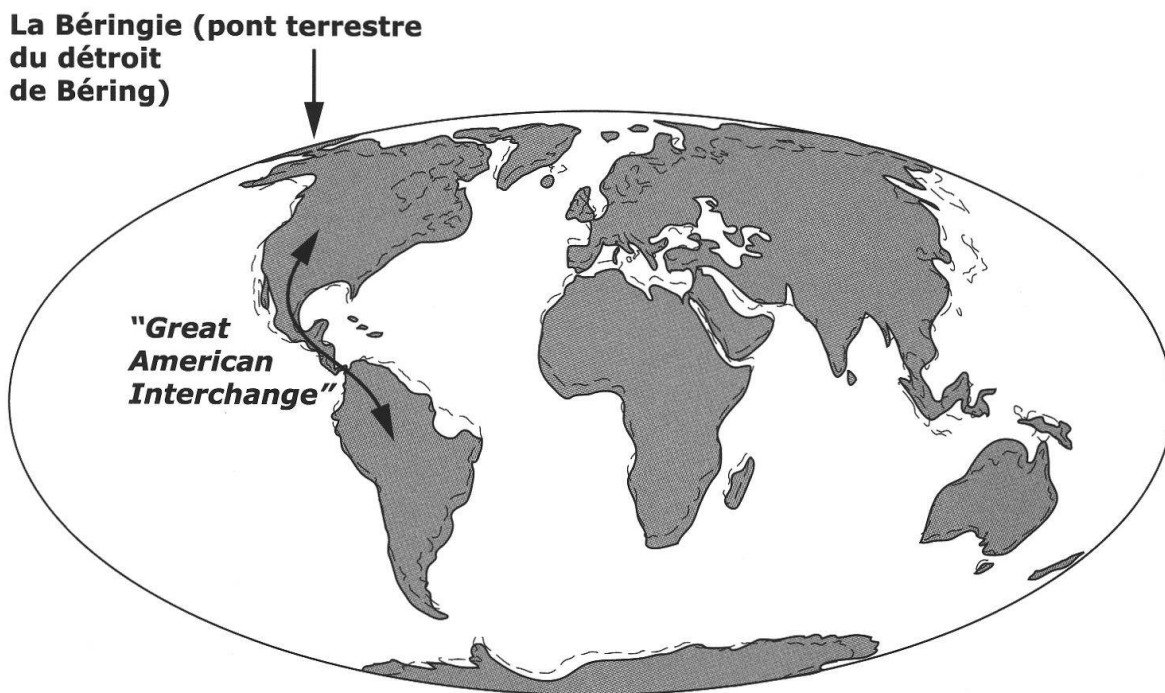 La Béringie (pont terrestre
du détroit
de Béring)
“Great
American
Interchange”